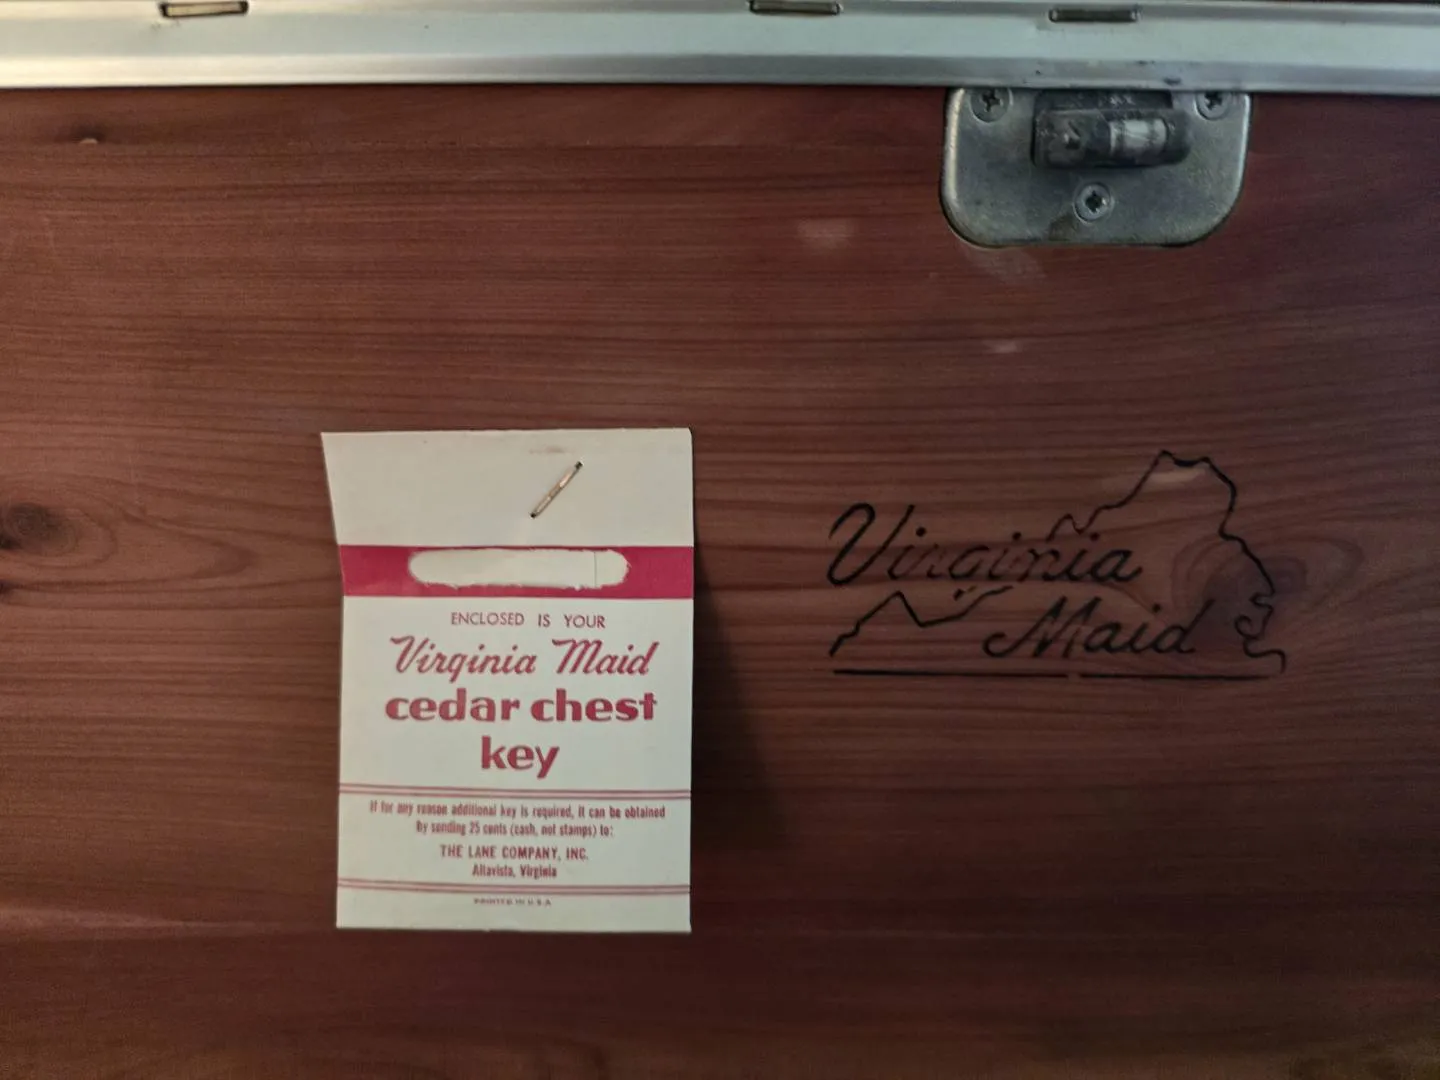 ENCLOSED IS YOUR
Virginia Maid
cedar chest
key
If for any reason additional key is required, it can be obtained
by sending 25 cents (cash, not stamps) to:
THE LANE COMPANY, INC.
Altavista, Virginia
PRINTED IN U.S.A
Virginia
Maid